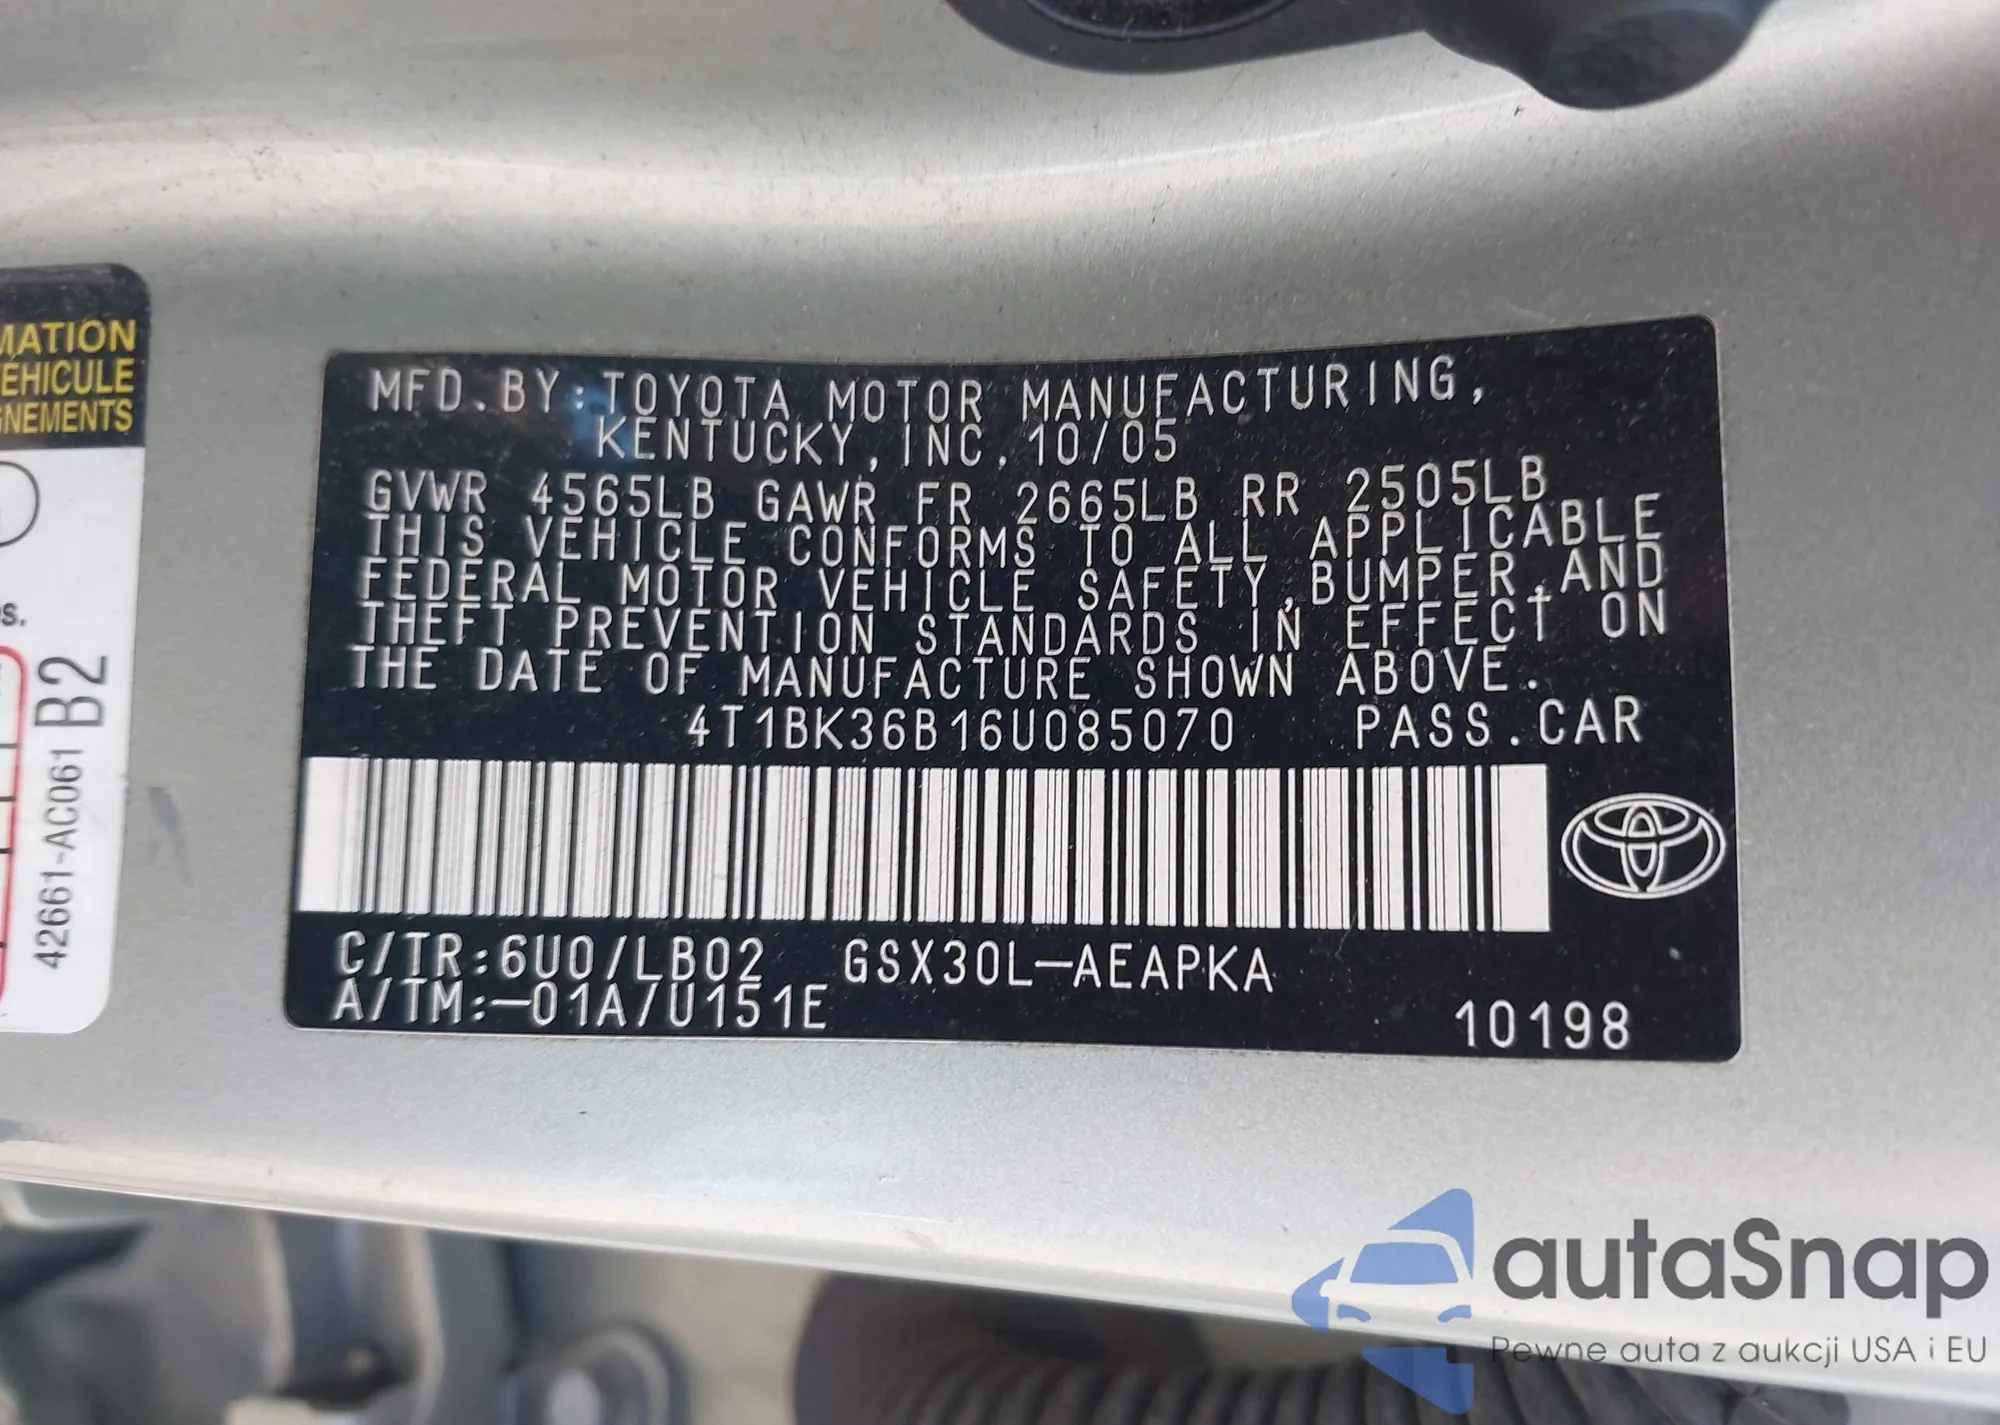 MATION
ÉHICULE
GNEMENTS
s.
42661-AC061 B2
MFD.BY:TOYOTA MOTOR MANUFACTURING,
KENTUCKY,INC.10/05
GVWR 4565LB GAWR FR 2665LB RR 2505LB
THIS VEHICLE CONFORMS TO ALL APPLICABLE
FEDERAL MOTOR VEHICLE SAFETY,BUMPER,AND
THEFT PREVENTION STANDARDS IN EFFECT ON
THE DATE OF MANUFACTURE SHOWN ABOVE.
4T1BK36B16U085070 PASS.CAR
C/TR:6U0/LB02 GSX30L-AEAPKA
A/TM:-01A/U151E
10198
autaSnap
Pewne auta z aukcji USA i EU